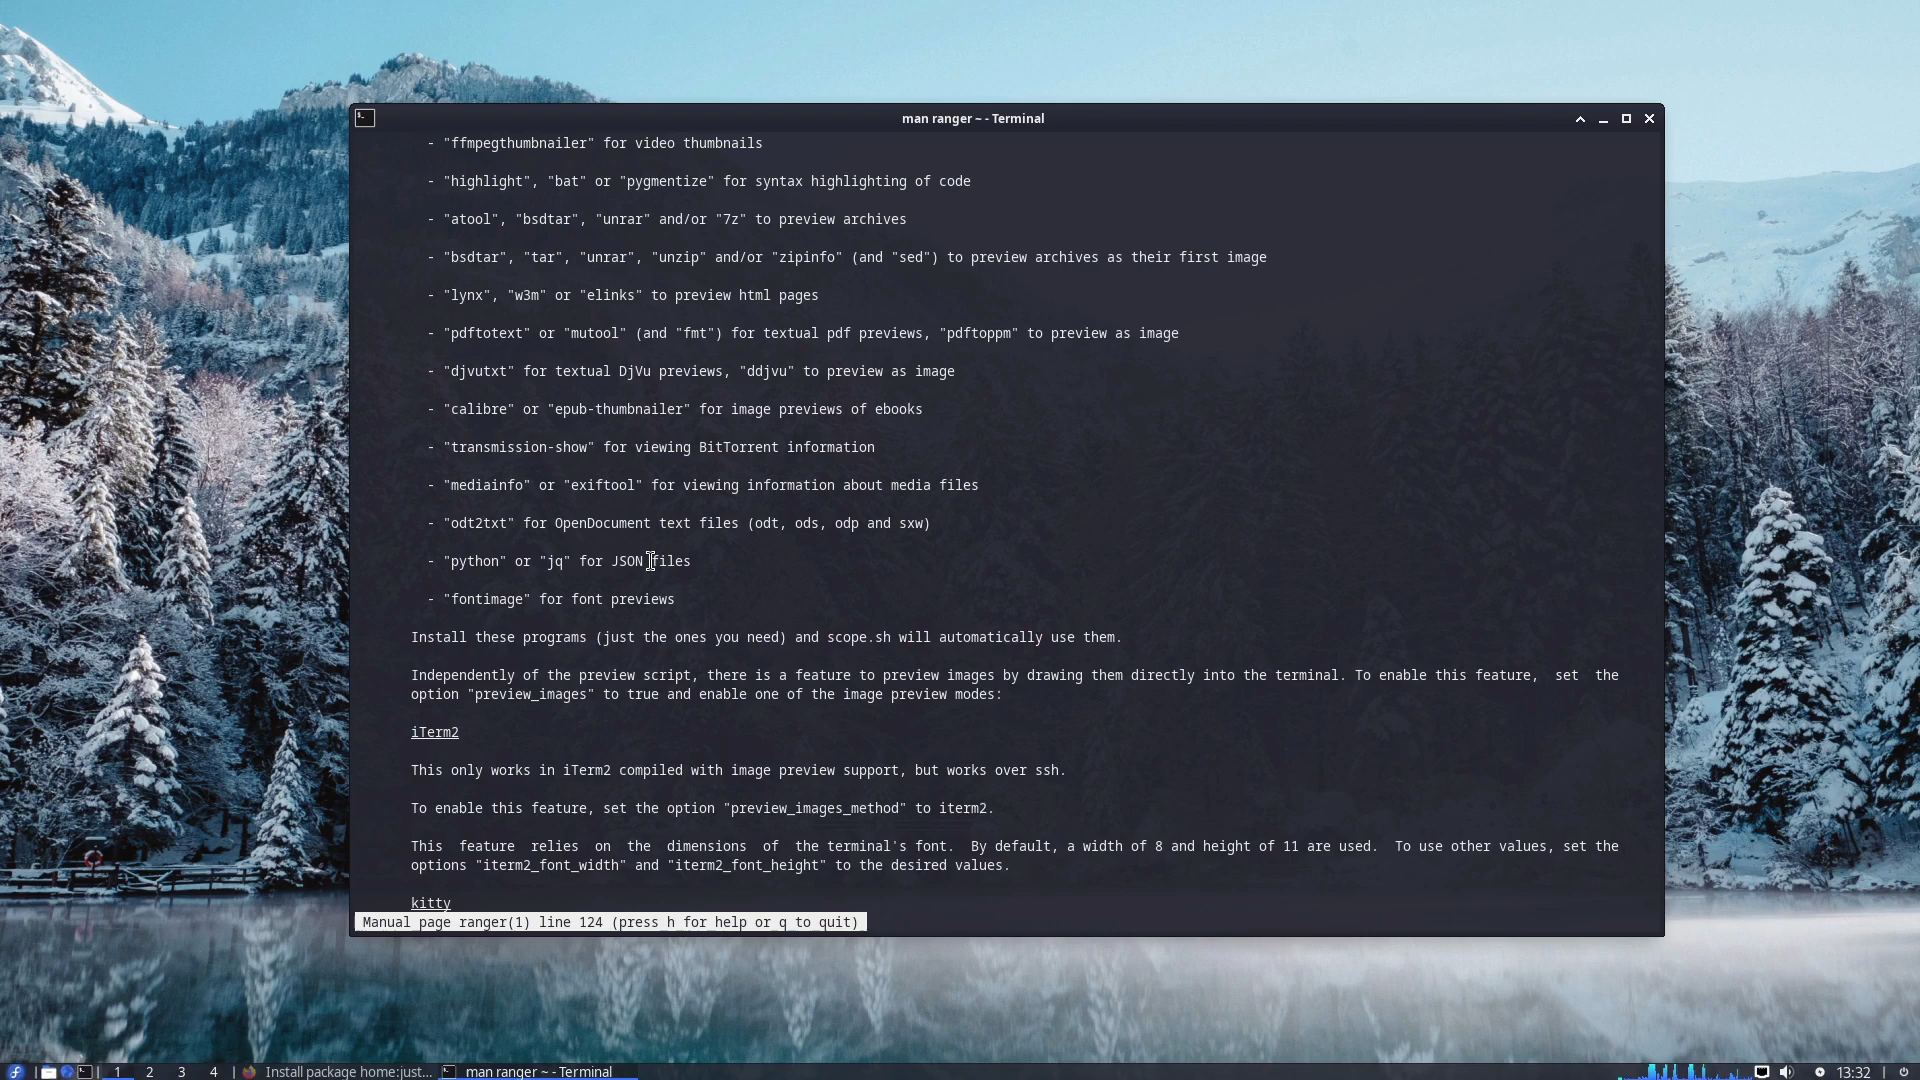 man ranger ~ - Terminal
- "ffmpegthumbnailer" for video thumbnails
- "highlight", "bat" or "pygmentize" for syntax highlighting of code
- "atool", "bsdtar", "unrar" and/or "7z" to preview archives
- "bsdtar", "tar", "unrar", "unzip" and/or "zipinfo" (and "sed") to preview archives as their first image
- "lynx", "w3m" or "elinks" to preview html pages
- "pdftotext" or "mutool" (and "fmt") for textual pdf previews, "pdftoppm" to preview as image
- "djvutxt" for textual DjVu previews, "ddjvu" to preview as image
- "calibre" or "epub-thumbnailer" for image previews of ebooks
- "transmission-show" for viewing BitTorrent information
- "mediainfo" or "exiftool" for viewing information about media files
- "odt2txt" for OpenDocument text files (odt, ods, odp and sxw)
- "python" or "jq" for JSON files
- "fontimage" for font previews
Install these programs (just the ones you need) and scope.sh will automatically use them.
Independently of the preview script, there is a feature to preview images by drawing them directly into the terminal. To enable this feature, set the
option "preview_images" to true and enable one of the image preview modes:
iTerm2
This only works in iTerm2 compiled with image preview support, but works over ssh.
To enable this feature, set the option "preview_images_method" to iterm2.
This feature relies on the dimensions of the terminal's font. By default, a width of 8 and height of 11 are used. To use other values, set the
options "iterm2_font_width" and "iterm2_font_height" to the desired values.
kitty
Manual page ranger(1) line 124 (press h for help or q to quit)
1 2 3 4 Install package home:just... man ranger ~ - Terminal 13:32